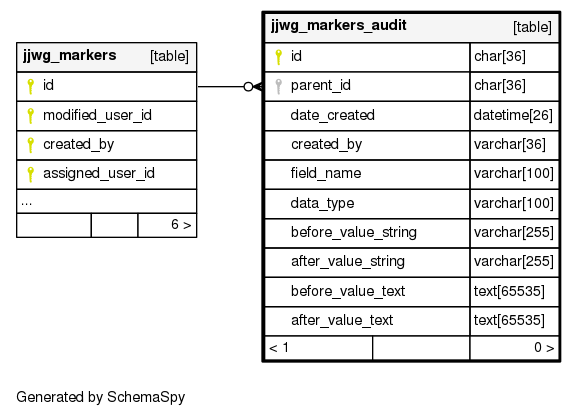 jjwg_markers [table]
id
modified_user_id
created_by
assigned_user_id
...
6 >
jjwg_markers_audit [table]
id char[36]
parent_id char[36]
date_created datetime[26]
created_by varchar[36]
field_name varchar[100]
data_type varchar[100]
before_value_string varchar[255]
after_value_string varchar[255]
before_value_text text[65535]
after_value_text text[65535]
< 1 0 >
Generated by SchemaSpy